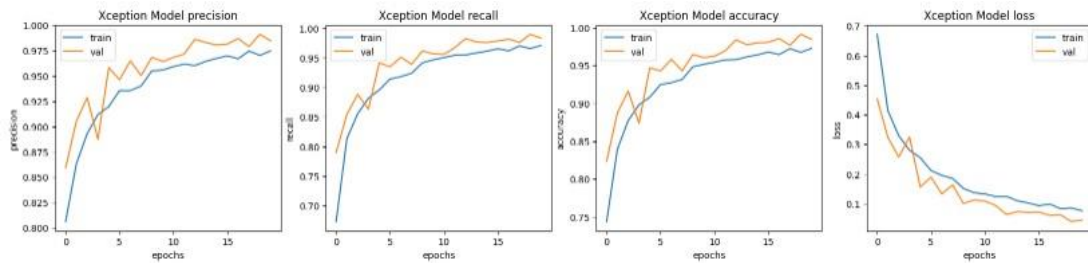 Xception Model precision
train
val
1.000
0.975
0.950
0.925
0.900
0.875
0.850
0.825
0.800
precision
0
5
10
15
epochs
Xception Model recall
train
val
1.00
0.95
0.90
0.85
0.80
0.75
0.70
recall
0
5
10
15
epochs
Xception Model accuracy
train
val
1.00
0.95
0.90
0.85
0.80
0.75
accuracy
0
5
10
15
epochs
Xception Model loss
train
val
0.7
0.6
0.5
0.4
0.3
0.2
0.1
loss
0
5
10
15
epochs